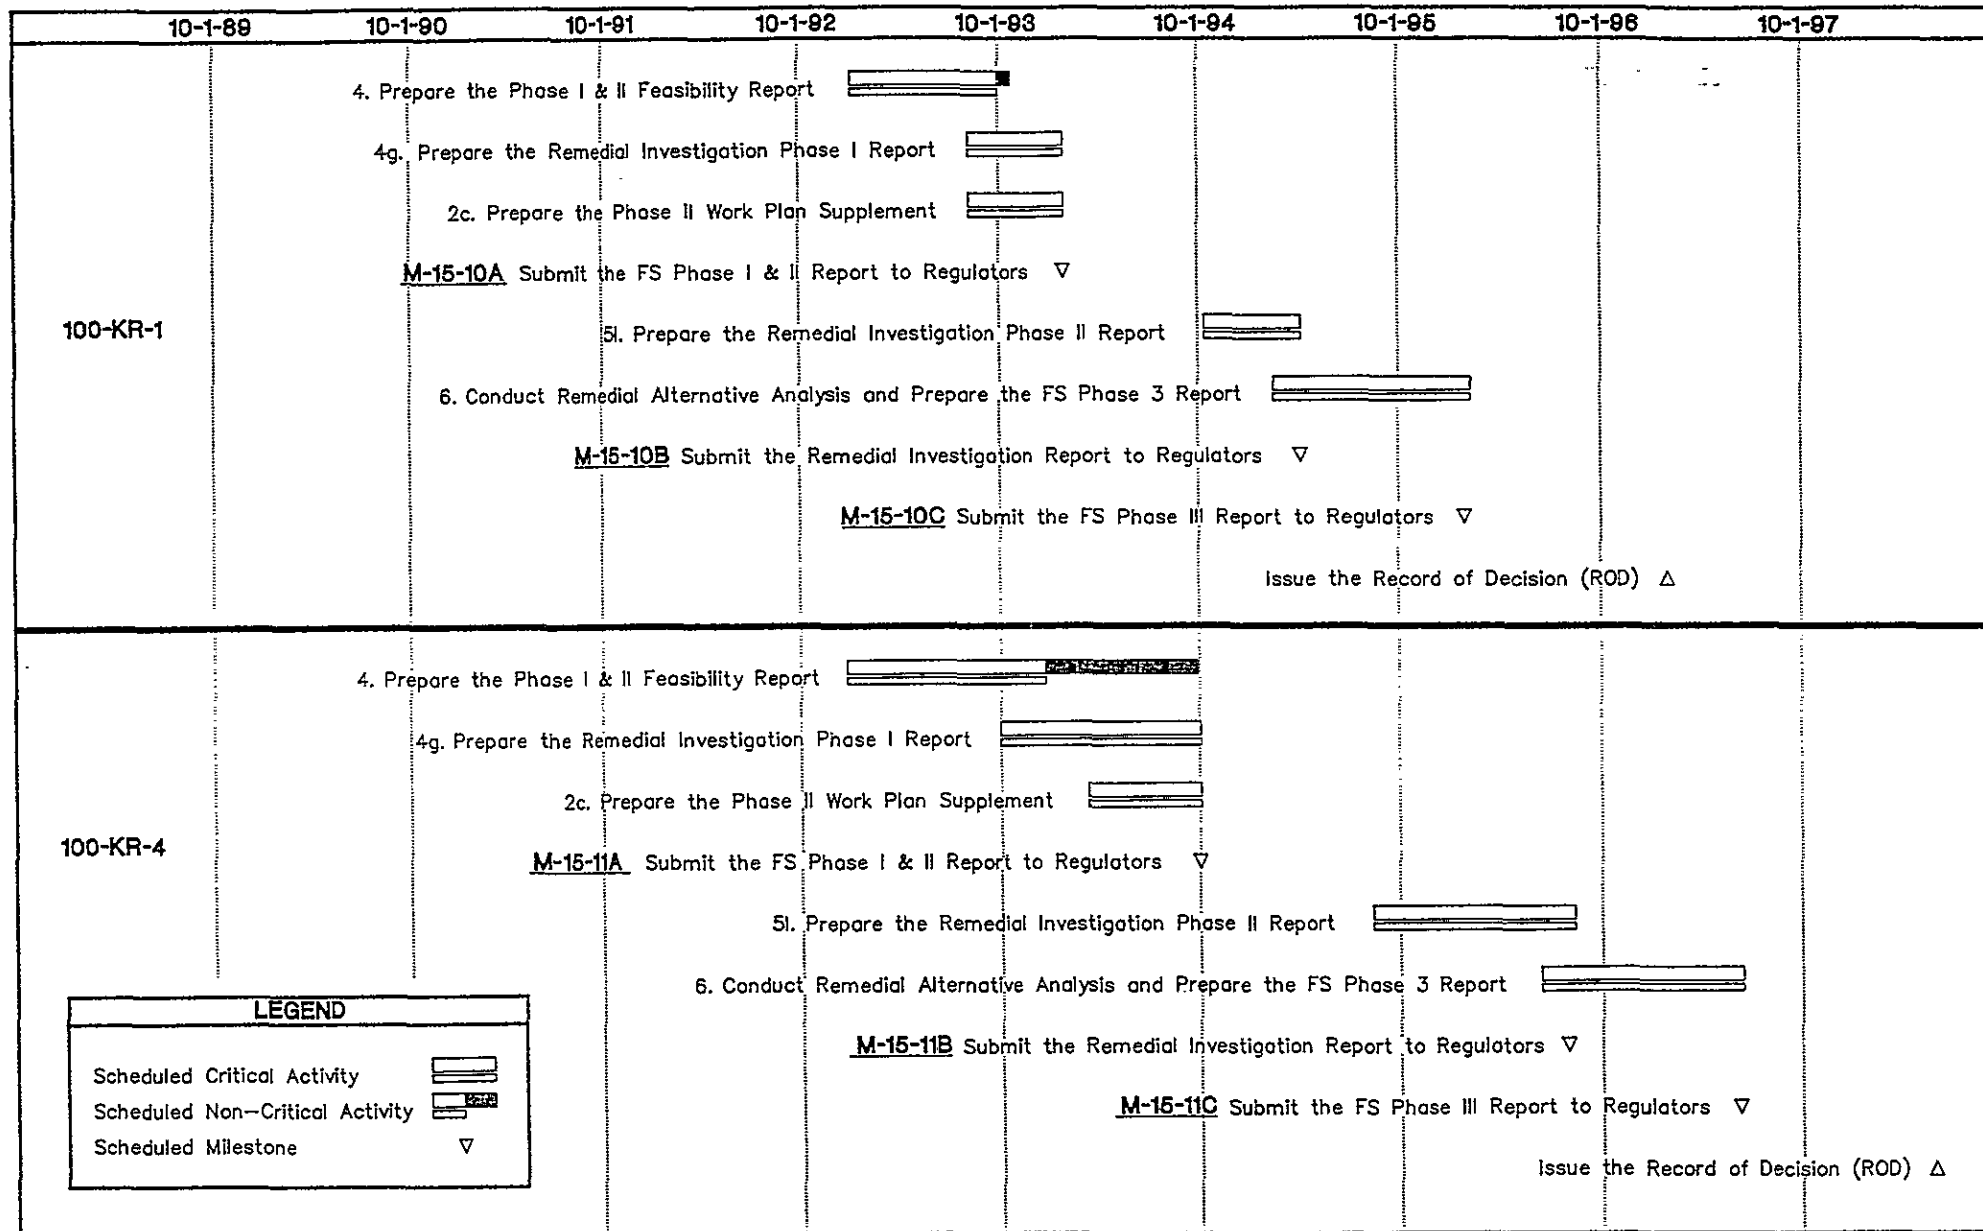 10-1-89 10-1-90 10-1-91 10-1-92 10-1-93 10-1-94 10-1-95 10-1-96 10-1-97
4. Prepare the Phase I & II Feasibility Report
4g. Prepare the Remedial Investigation Phase I Report
2c. Prepare the Phase II Work Plan Supplement
M-15-10A Submit the FS Phase I & II Report to Regulators ▽
100-KR-1
5l. Prepare the Remedial Investigation Phase II Report
6. Conduct Remedial Alternative Analysis and Prepare the FS Phase 3 Report
M-15-10B Submit the Remedial Investigation Report to Regulators ▽
M-15-10C Submit the FS Phase III Report to Regulators ▽
Issue the Record of Decision (ROD) △
4. Prepare the Phase I & II Feasibility Report
4g. Prepare the Remedial Investigation Phase I Report
2c. Prepare the Phase II Work Plan Supplement
100-KR-4
M-15-11A Submit the FS Phase I & II Report to Regulators ▽
5l. Prepare the Remedial Investigation Phase II Report
6. Conduct Remedial Alternative Analysis and Prepare the FS Phase 3 Report
M-15-11B Submit the Remedial Investigation Report to Regulators ▽
M-15-11C Submit the FS Phase III Report to Regulators ▽
Issue the Record of Decision (ROD) △
LEGEND
Scheduled Critical Activity
Scheduled Non-Critical Activity
Scheduled Milestone ▽